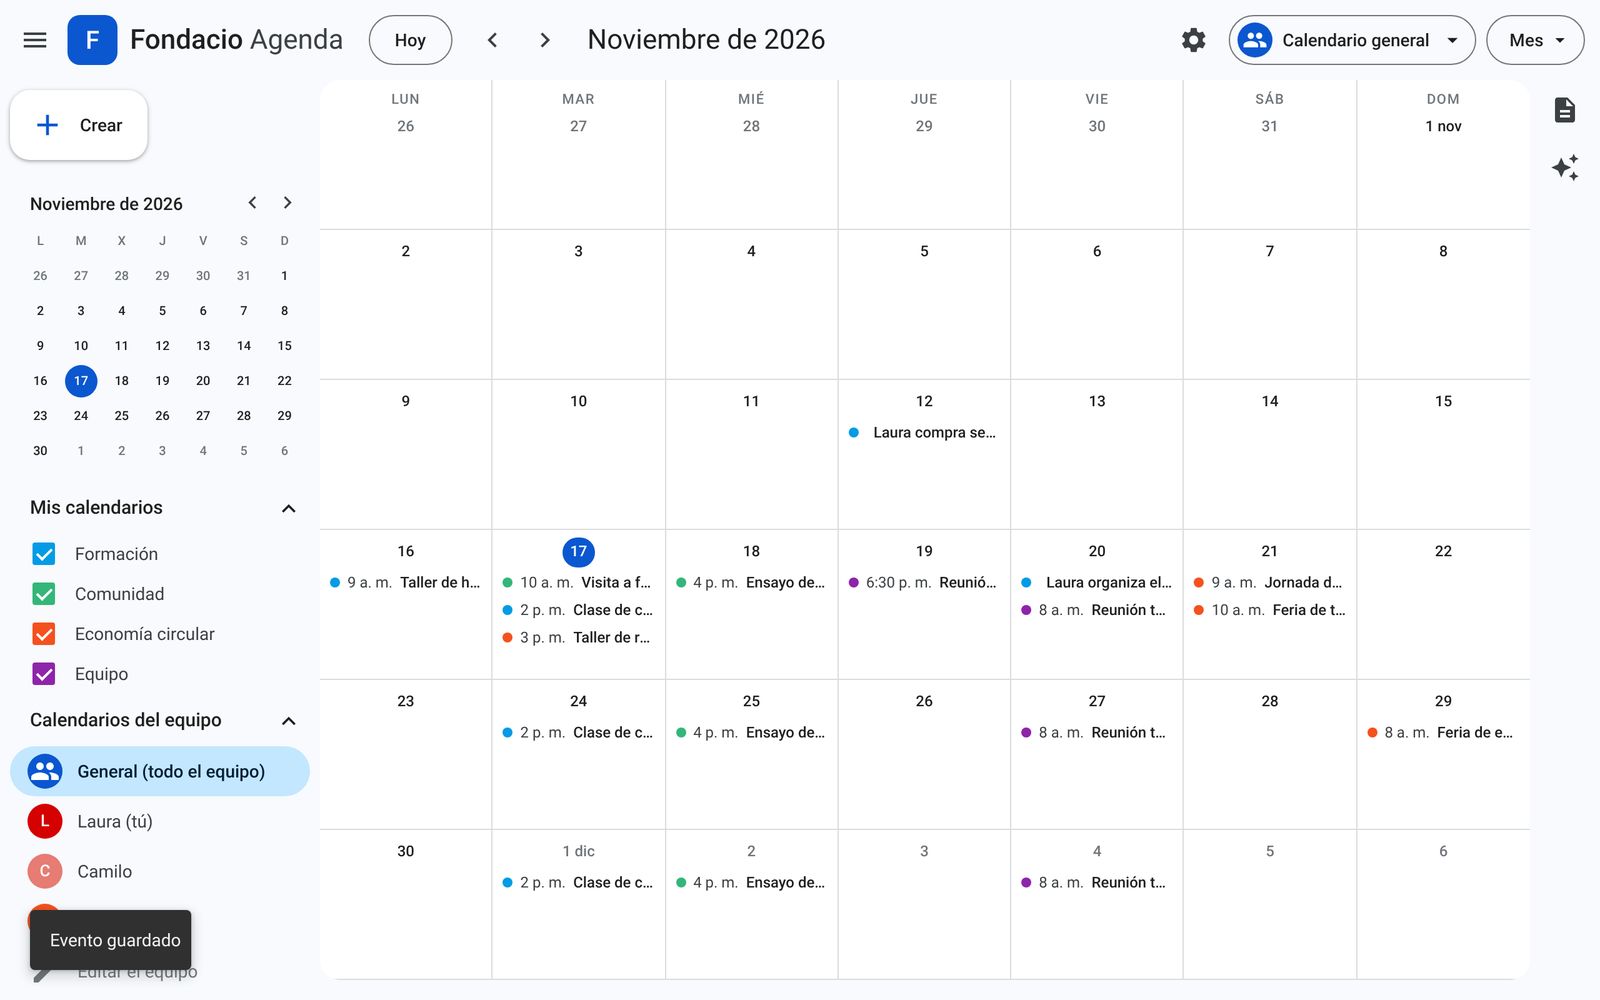 F Fondacio Agenda Hoy Noviembre de 2026 Calendario general Mes
Crear
Noviembre de 2026
L M X J V S D
26 27 28 29 30 31 1
2 3 4 5 6 7 8
9 10 11 12 13 14 15
16 17 18 19 20 21 22
23 24 25 26 27 28 29
30 1 2 3 4 5 6
Mis calendarios
Formación
Comunidad
Economía circular
Equipo
Calendarios del equipo
General (todo el equipo)
L Laura (tú)
C Camilo
Evento guardado
Editar el equipo
LUN MAR MIÉ JUE VIE SÁB DOM
26 27 28 29 30 31 1 nov
2 3 4 5 6 7 8
9 10 11 12 13 14 15
Laura compra se...
16 17 18 19 20 21 22
9 a. m. Taller de h... 10 a. m. Visita a f... 4 p. m. Ensayo de... 6:30 p. m. Reunió... Laura organiza el... 9 a. m. Jornada d...
2 p. m. Clase de c... 8 a. m. Reunión t... 10 a. m. Feria de t...
3 p. m. Taller de r...
23 24 25 26 27 28 29
2 p. m. Clase de c... 4 p. m. Ensayo de... 8 a. m. Reunión t... 8 a. m. Feria de e...
30 1 dic 2 3 4 5 6
2 p. m. Clase de c... 4 p. m. Ensayo de... 8 a. m. Reunión t...